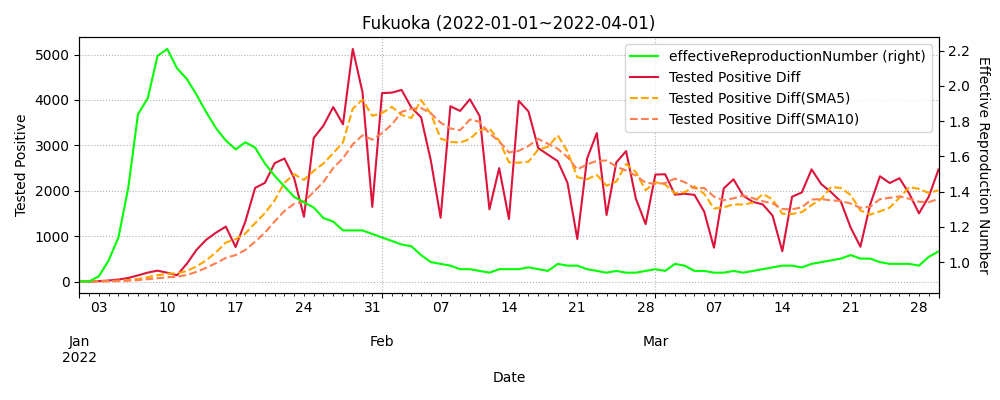 Fukuoka (2022-01-01~2022-04-01)
effectiveReproductionNumber (right)
Tested Positive Diff
Tested Positive Diff(SMA5)
Tested Positive Diff(SMA10)
Tested Positive
5000
4000
3000
2000
1000
0
2.2
2.0
1.8
1.6
1.4
1.2
1.0
Effective Reproduction Number
03 10 17 24 31 07 14 21 28 07 14 21 28
Jan Feb Mar
2022
Date